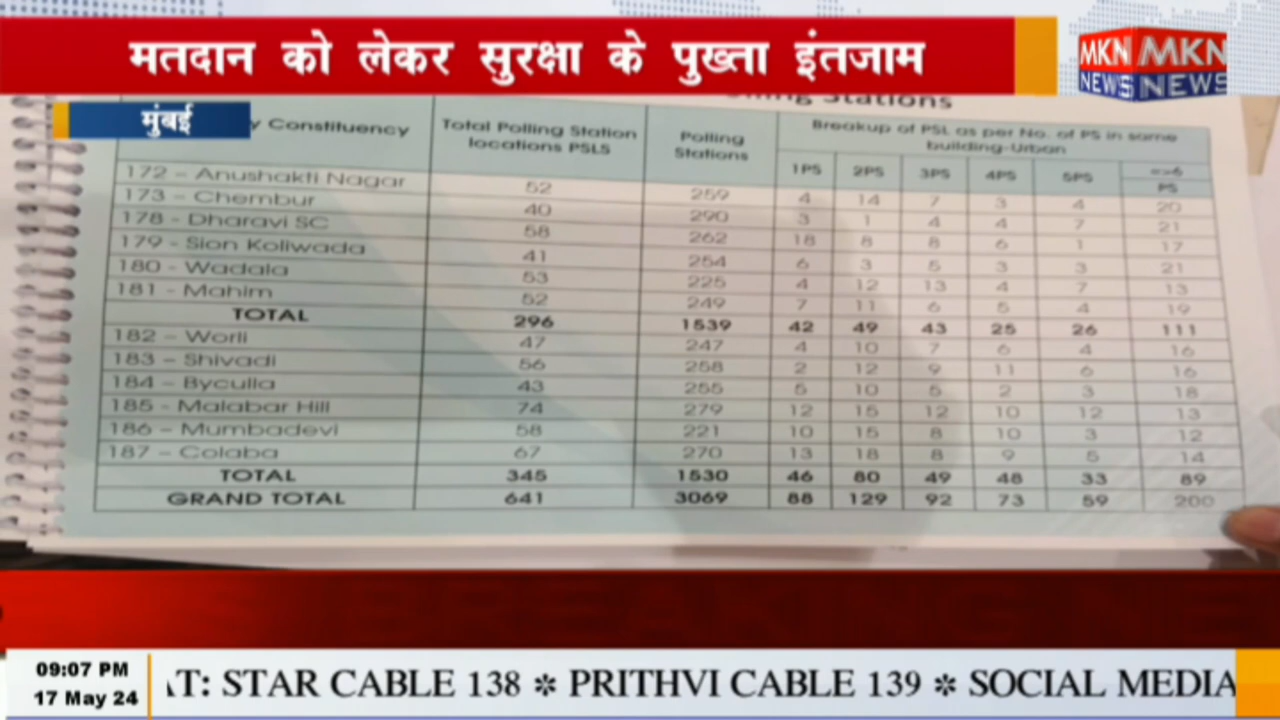 मतदान को लेकर सुरक्षा के पुख्ता इंतजाम
MKN MKN
NEWS NEWS
मुंबई
Stations
y Constituency Total Polling Station locations PSLS Polling Stations Breakup of PSL as per No. of PS in same building-Urban
1PS 2PS 3PS 4PS 5PS =>6 PS
172 - Anushakti Nagar 52 259 4 14 7 3 4 20
173 - Chembur 40 290 3 1 4 4 7 21
178 - Dharavi SC 58 262 18 8 8 6 1 17
179 - Sion Koliwada 41 254 6 3 5 3 3 21
180 - Wadala 53 225 4 12 13 4 7 13
181 - Mahim 52 249 7 11 6 5 4 19
TOTAL 296 1539 42 49 43 25 26 111
182 - Worli 47 247 4 10 7 6 4 16
183 - Shivadi 56 258 2 12 9 11 6 16
184 - Byculla 43 255 5 10 5 2 3 18
185 - Malabar Hill 74 279 12 15 12 10 12 13
186 - Mumbadevi 58 221 10 15 8 10 3 12
187 - Colaba 67 270 13 18 8 9 5 14
TOTAL 345 1530 46 80 49 48 33 89
GRAND TOTAL 641 3069 88 129 92 73 59 200
09:07 PM
17 May 24
T: STAR CABLE 138 * PRITHVI CABLE 139 * SOCIAL MEDIA